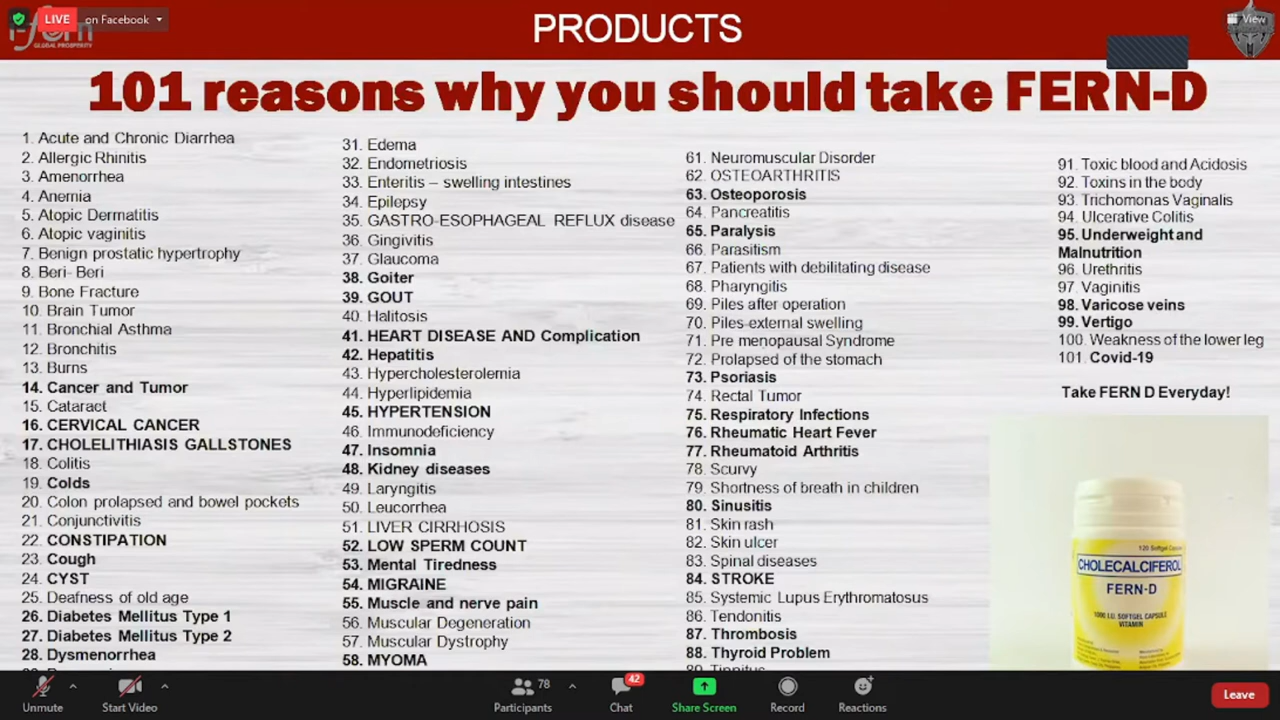 LIVE on Facebook
i-fern
GLOBAL PROSPERITY
PRODUCTS
View
101 reasons why you should take FERN-D
1. Acute and Chronic Diarrhea
2. Allergic Rhinitis
3. Amenorrhea
4. Anemia
5. Atopic Dermatitis
6. Atopic vaginitis
7. Benign prostatic hypertrophy
8. Beri- Beri
9. Bone Fracture
10. Brain Tumor
11. Bronchial Asthma
12. Bronchitis
13. Burns
14. Cancer and Tumor
15. Cataract
16. CERVICAL CANCER
17. CHOLELITHIASIS GALLSTONES
18. Colitis
19. Colds
20. Colon prolapsed and bowel pockets
21. Conjunctivitis
22. CONSTIPATION
23. Cough
24. CYST
25. Deafness of old age
26. Diabetes Mellitus Type 1
27. Diabetes Mellitus Type 2
28. Dysmenorrhea
31. Edema
32. Endometriosis
33. Enteritis – swelling intestines
34. Epilepsy
35. GASTRO-ESOPHAGEAL REFLUX disease
36. Gingivitis
37. Glaucoma
38. Goiter
39. GOUT
40. Halitosis
41. HEART DISEASE AND Complication
42. Hepatitis
43. Hypercholesterolemia
44. Hyperlipidemia
45. HYPERTENSION
46. Immunodeficiency
47. Insomnia
48. Kidney diseases
49. Laryngitis
50. Leucorrhea
51. LIVER CIRRHOSIS
52. LOW SPERM COUNT
53. Mental Tiredness
54. MIGRAINE
55. Muscle and nerve pain
56. Muscular Degeneration
57. Muscular Dystrophy
58. MYOMA
61. Neuromuscular Disorder
62. OSTEOARTHRITIS
63. Osteoporosis
64. Pancreatitis
65. Paralysis
66. Parasitism
67. Patients with debilitating disease
68. Pharyngitis
69. Piles after operation
70. Piles-external swelling
71. Pre menopausal Syndrome
72. Prolapsed of the stomach
73. Psoriasis
74. Rectal Tumor
75. Respiratory Infections
76. Rheumatic Heart Fever
77. Rheumatoid Arthritis
78. Scurvy
79. Shortness of breath in children
80. Sinusitis
81. Skin rash
82. Skin ulcer
83. Spinal diseases
84. STROKE
85. Systemic Lupus Erythromatosus
86. Tendonitis
87. Thrombosis
88. Thyroid Problem
89. Tinnitus
91. Toxic blood and Acidosis
92. Toxins in the body
93. Trichomonas Vaginalis
94. Ulcerative Colitis
95. Underweight and
Malnutrition
96. Urethritis
97. Vaginitis
98. Varicose veins
99. Vertigo
100. Weakness of the lower leg
101. Covid-19
Take FERN D Everyday!
120 Softgel Capsule
CHOLECALCIFEROL
FERN-D
1000 I.U. SOFTGEL CAPSULE
VITAMIN
Unmute
Start Video
78
Participants
42
Chat
Share Screen
Record
Reactions
Leave